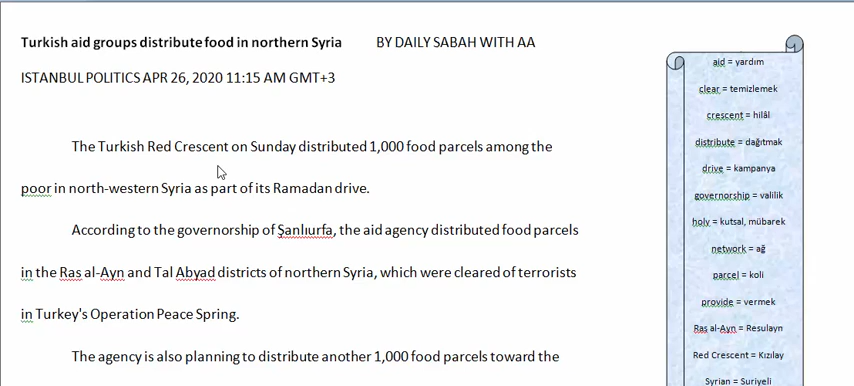 Turkish aid groups distribute food in northern Syria BY DAILY SABAH WITH AA
ISTANBUL POLITICS APR 26, 2020 11:15 AM GMT+3
The Turkish Red Crescent on Sunday distributed 1,000 food parcels among the
poor in north-western Syria as part of its Ramadan drive.
According to the governorship of Şanlıurfa, the aid agency distributed food parcels
in the Ras al-Ayn and Tal Abyad districts of northern Syria, which were cleared of terrorists
in Turkey's Operation Peace Spring.
The agency is also planning to distribute another 1,000 food parcels toward the
aid = yardım
clear = temizlemek
crescent = hilâl
distribute = dağıtmak
drive = kampanya
governorship = valilik
holy = kutsal, mübarek
network = ağ
parcel = koli
provide = vermek
Ras al-Ayn = Resulayn
Red Crescent = Kızılay
Syrian = Suriyeli